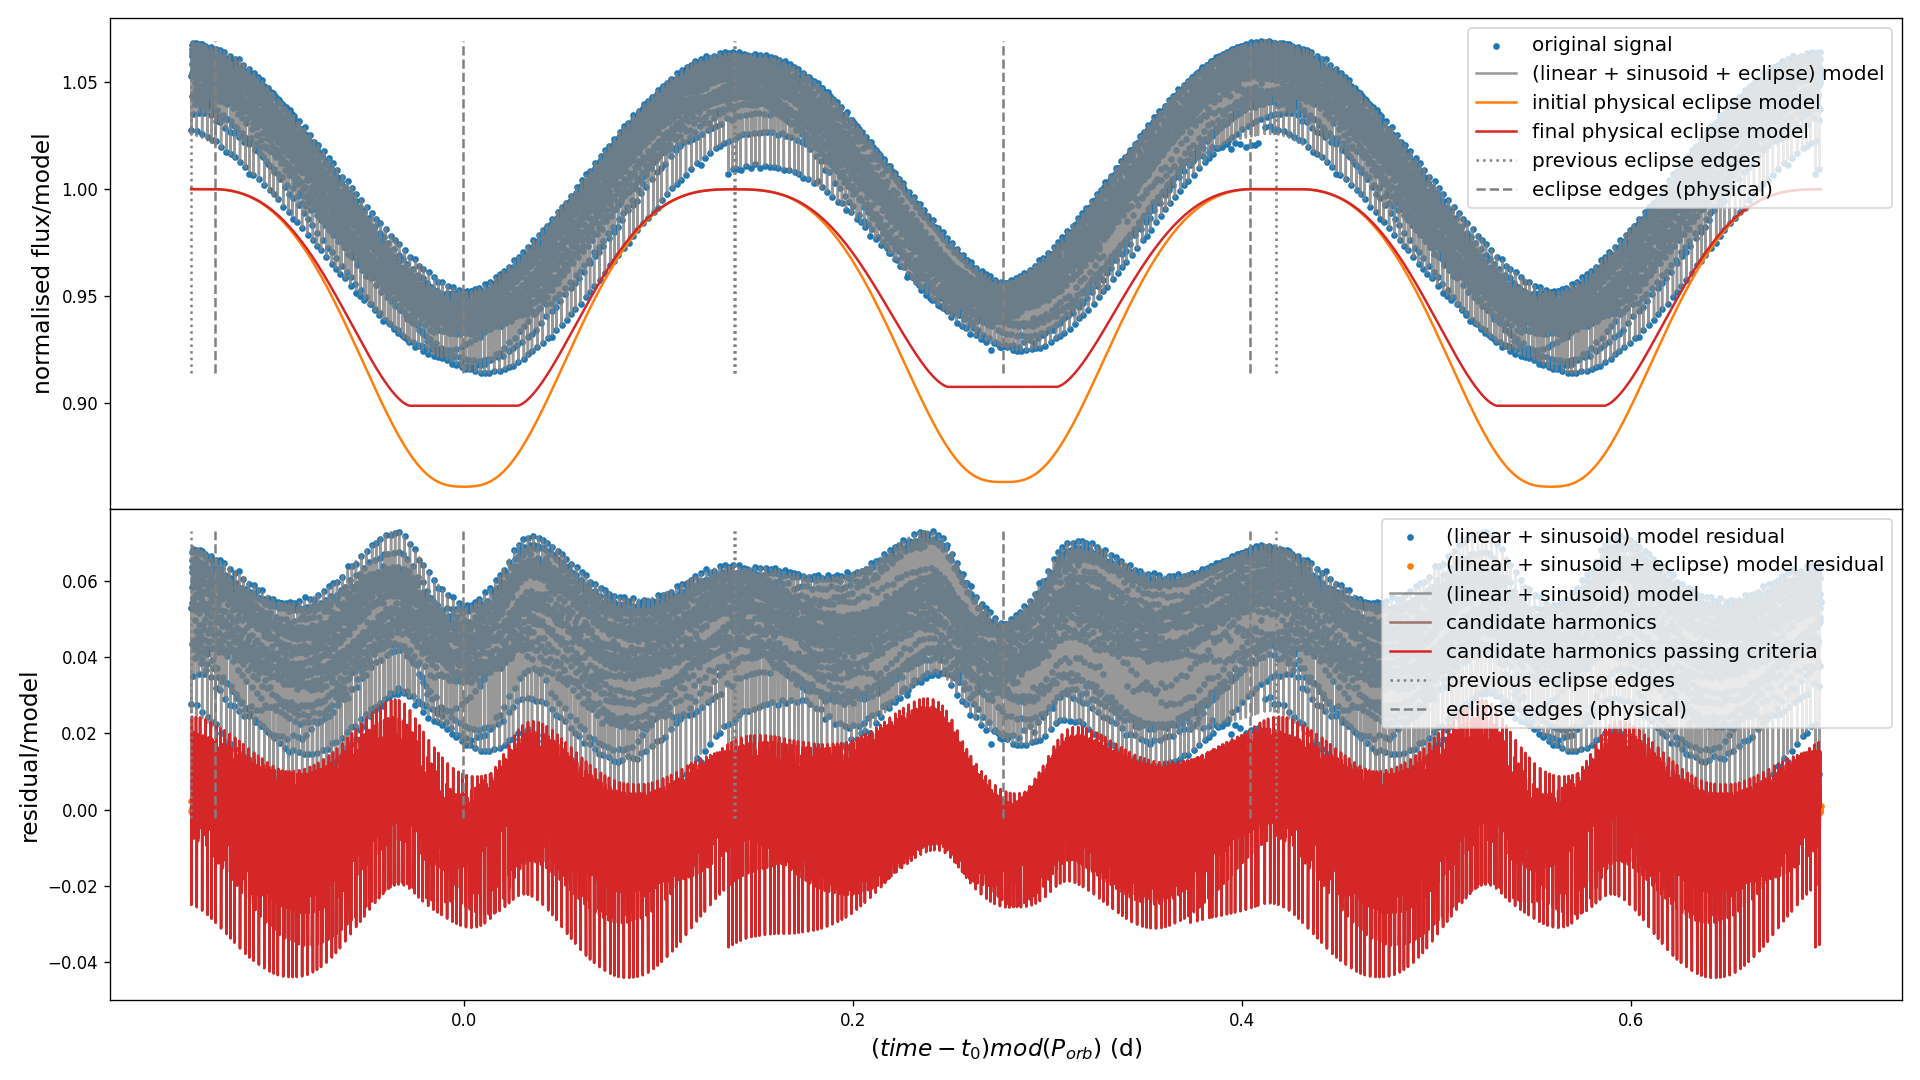 normalised flux/model
1.05
1.00
0.95
0.90
original signal
(linear + sinusoid + eclipse) model
initial physical eclipse model
final physical eclipse model
previous eclipse edges
eclipse edges (physical)
residual/model
0.06
0.04
0.02
0.00
−0.02
−0.04
(linear + sinusoid) model residual
(linear + sinusoid + eclipse) model residual
(linear + sinusoid) model
candidate harmonics
candidate harmonics passing criteria
previous eclipse edges
eclipse edges (physical)
0.0 0.2 0.4 0.6
(time − t₀)mod(Pₒᵣb) (d)